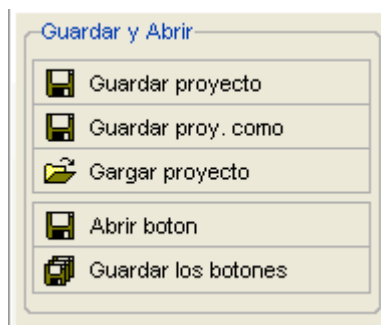 Guardar y Abrir
Guardar proyecto
Guardar proy. como
Gargar proyecto
Abrir boton
Guardar los botones